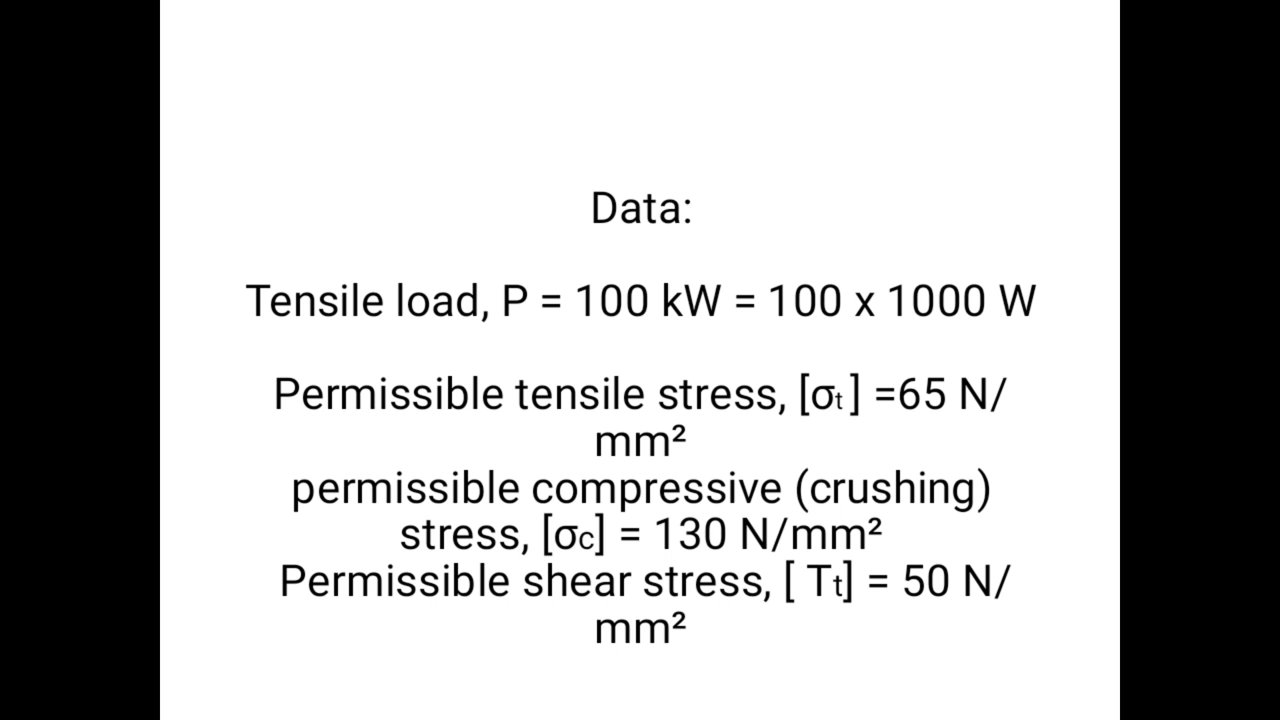 Data:
Tensile load, P = 100 kW = 100 x 1000 W
Permissible tensile stress, [σt ] =65 N/
mm²
permissible compressive (crushing)
stress, [σc] = 130 N/mm²
Permissible shear stress, [ Tt] = 50 N/
mm²